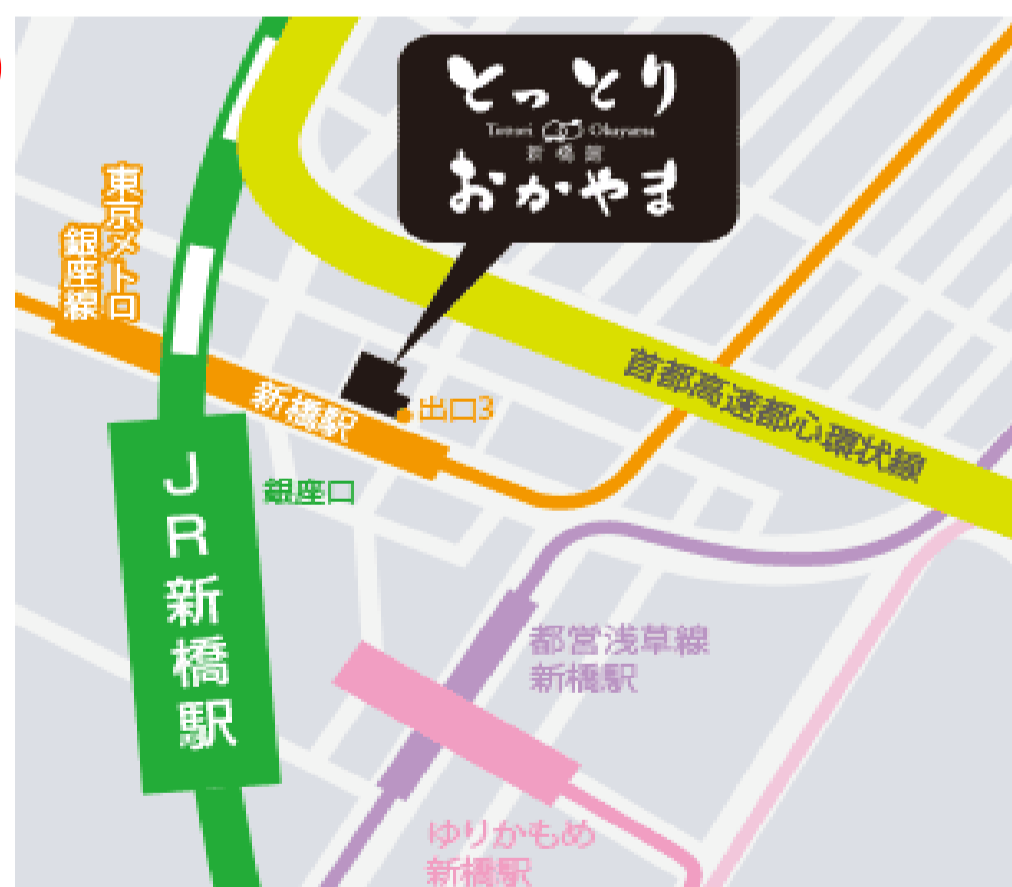 とっとり
Tottori Okayama
新橋館
おかやま
東京メトロ
銀座線
新橋駅
出口3
首都高速都心環状線
銀座口
JR新橋駅
都営浅草線
新橋駅
ゆりかもめ
新橋駅